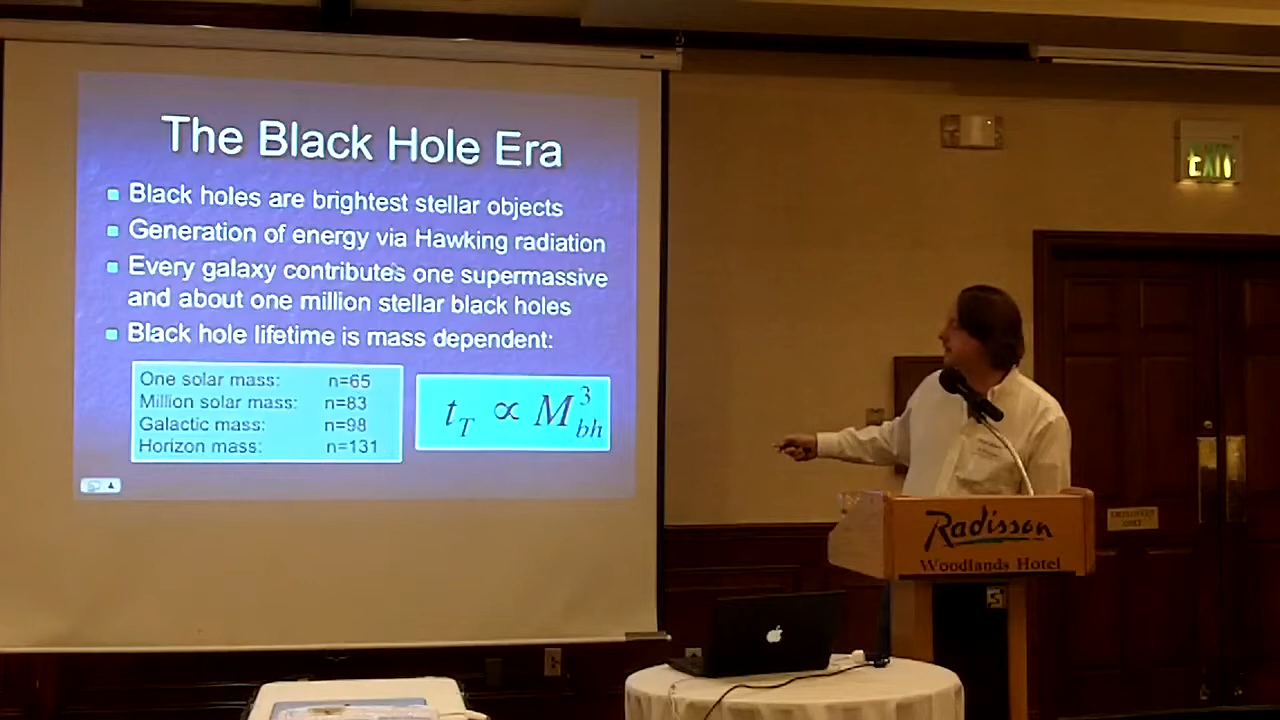 The Black Hole Era
Black holes are brightest stellar objects
Generation of energy via Hawking radiation
Every galaxy contributes one supermassive
and about one million stellar black holes
Black hole lifetime is mass dependent:
One solar mass: n=65
Million solar mass: n=83
Galactic mass: n=98
Horizon mass: n=131
t_T ∝ M_bh^3
EXIT
Radisson
Woodlands Hotel
EMPLOYEES
ONLY